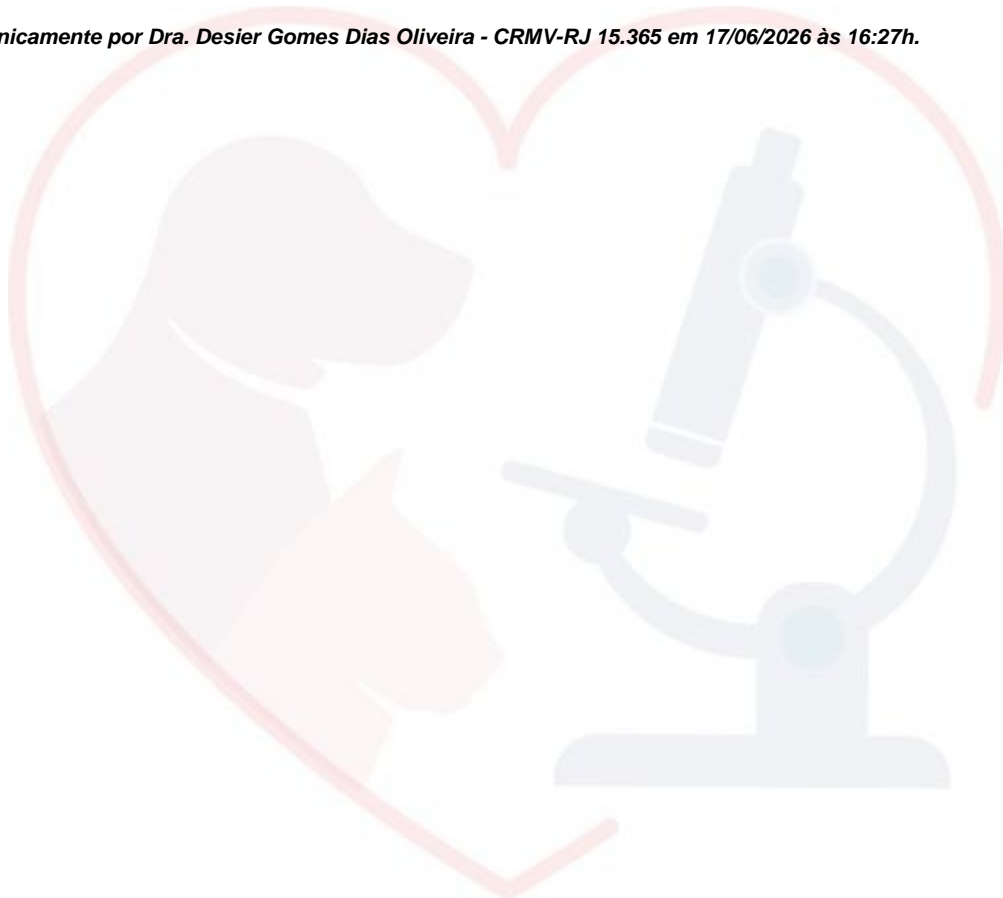 nicamente por Dra. Desier Gomes Dias Oliveira - CRMV-RJ 15.365 em 17/06/2026 às 16:27h.